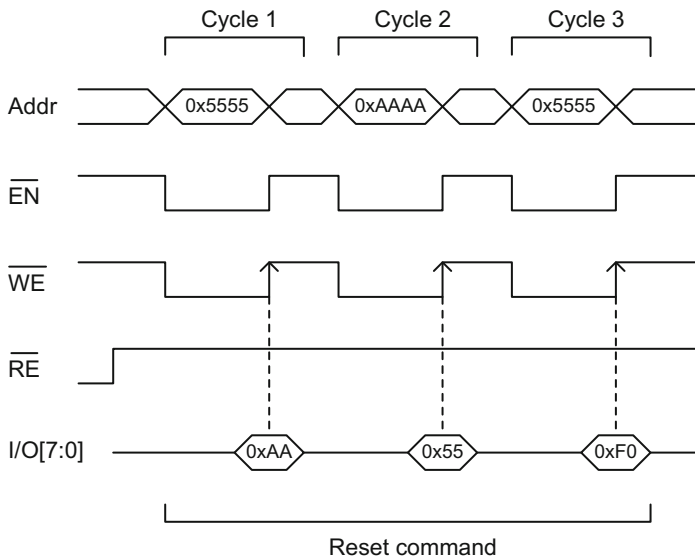 Cycle 1 Cycle 2 Cycle 3
Addr 0x5555 0xAAAA 0x5555
EN
WE
RE
I/O[7:0] 0xAA 0x55 0xF0
Reset command